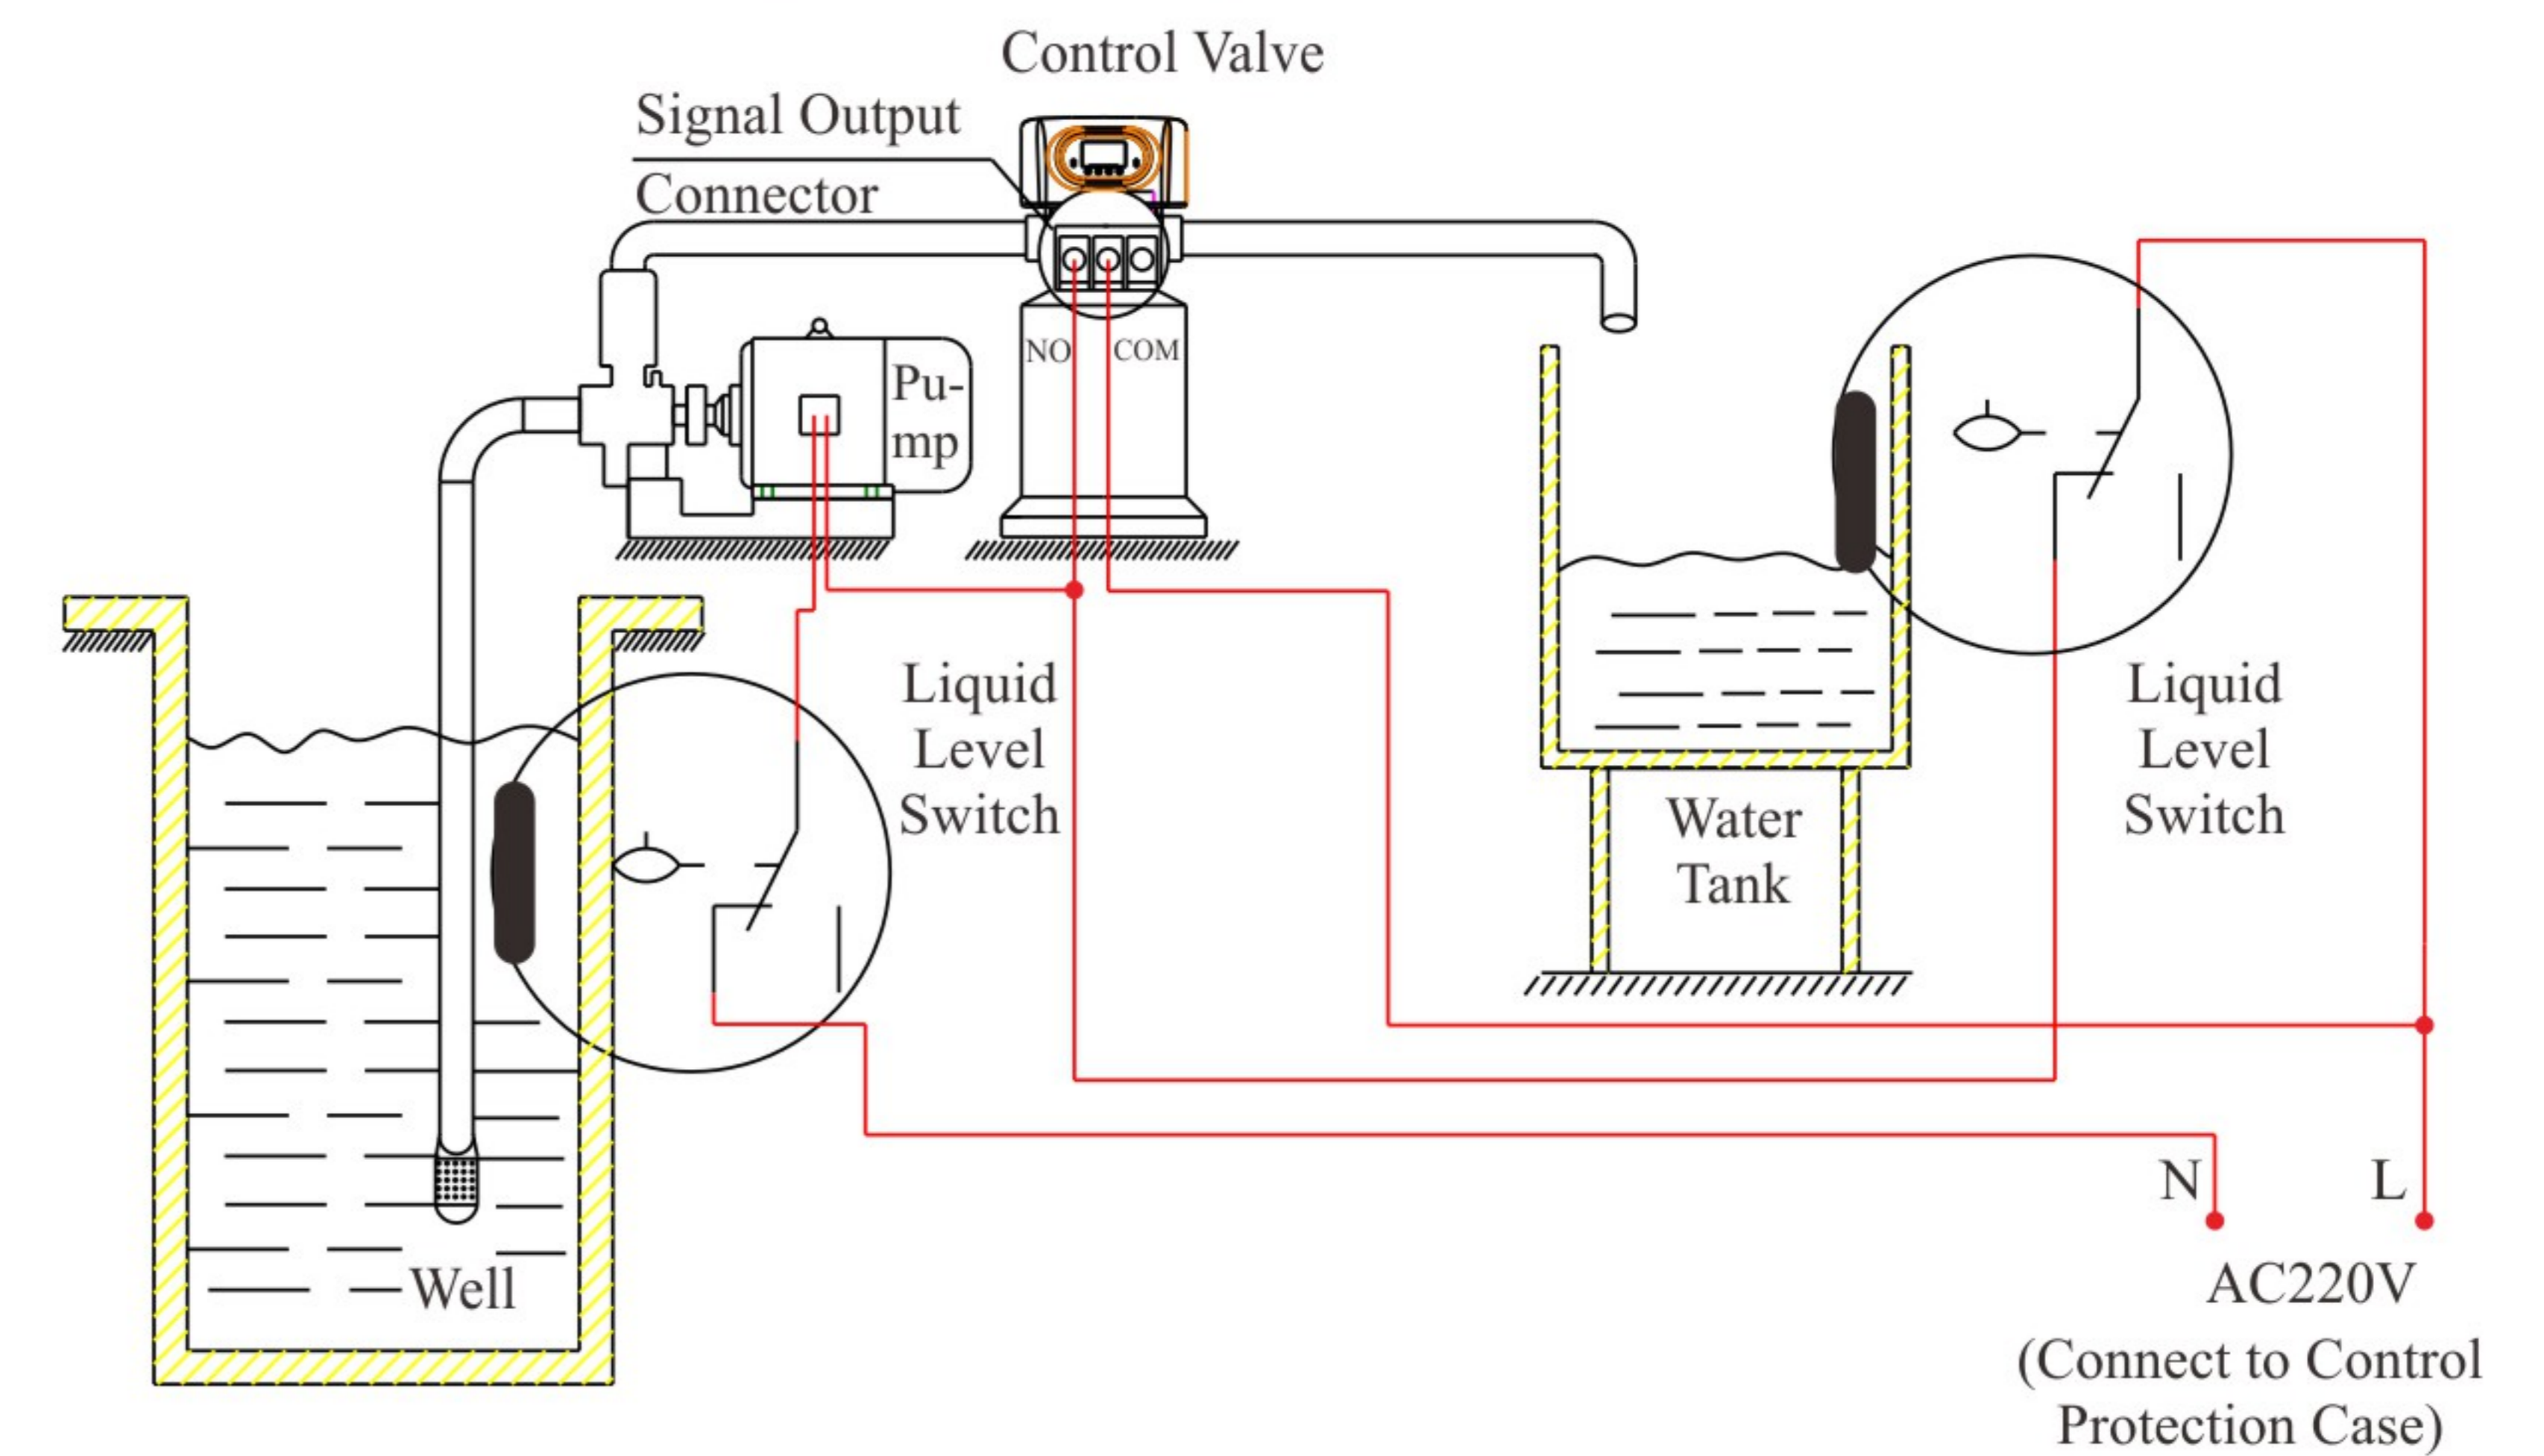 Control Valve
Signal Output
Connector
NO
COM
Pu-
mp
Liquid
Level
Switch
Liquid
Level
Switch
Water
Tank
Well
N
L
AC220V
(Connect to Control
Protection Case)